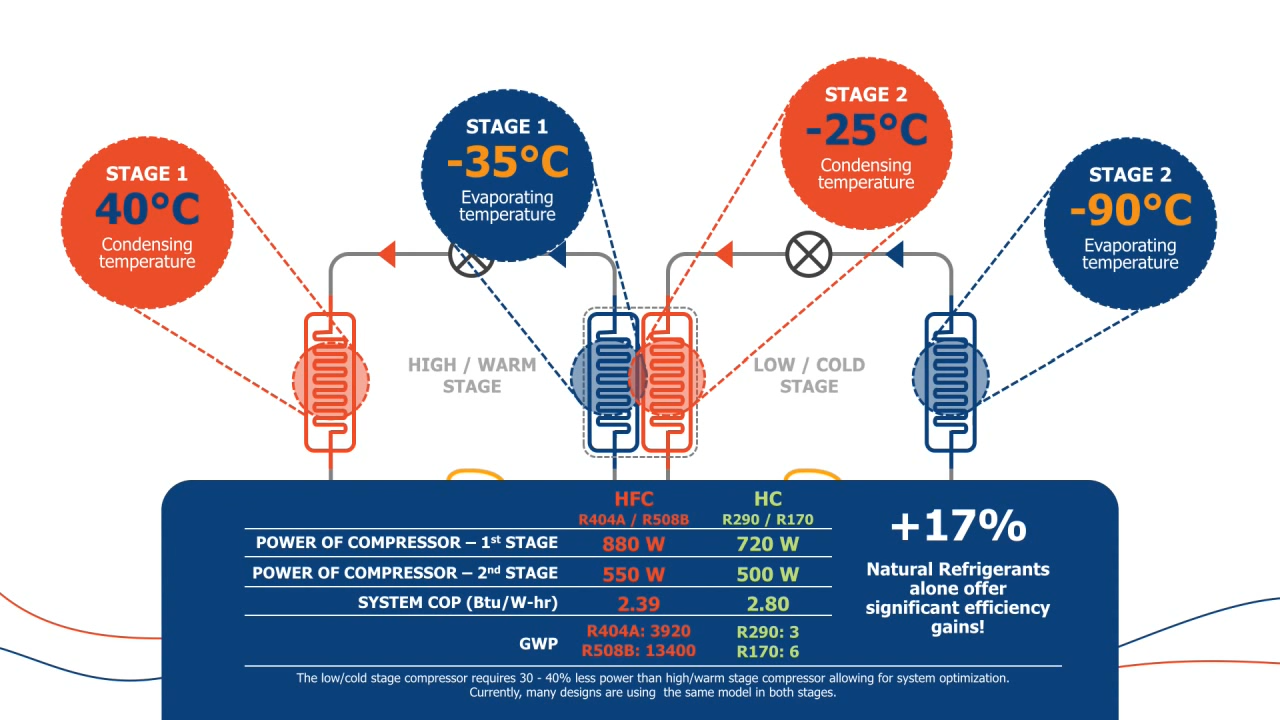 STAGE 1
40°C
Condensing
temperature
STAGE 1
-35°C
Evaporating
temperature
STAGE 2
-25°C
Condensing
temperature
STAGE 2
-90°C
Evaporating
temperature
HIGH / WARM
STAGE
LOW / COLD
STAGE
HFC HC
R404A / R508B R290 / R170
POWER OF COMPRESSOR – 1st STAGE 880 W 720 W
POWER OF COMPRESSOR – 2nd STAGE 550 W 500 W
SYSTEM COP (Btu/W-hr) 2.39 2.80
GWP
R404A: 3920 R290: 3
R508B: 13400 R170: 6
+17%
Natural Refrigerants
alone offer
significant efficiency
gains!
The low/cold stage compressor requires 30 - 40% less power than high/warm stage compressor allowing for system optimization.
Currently, many designs are using the same model in both stages.